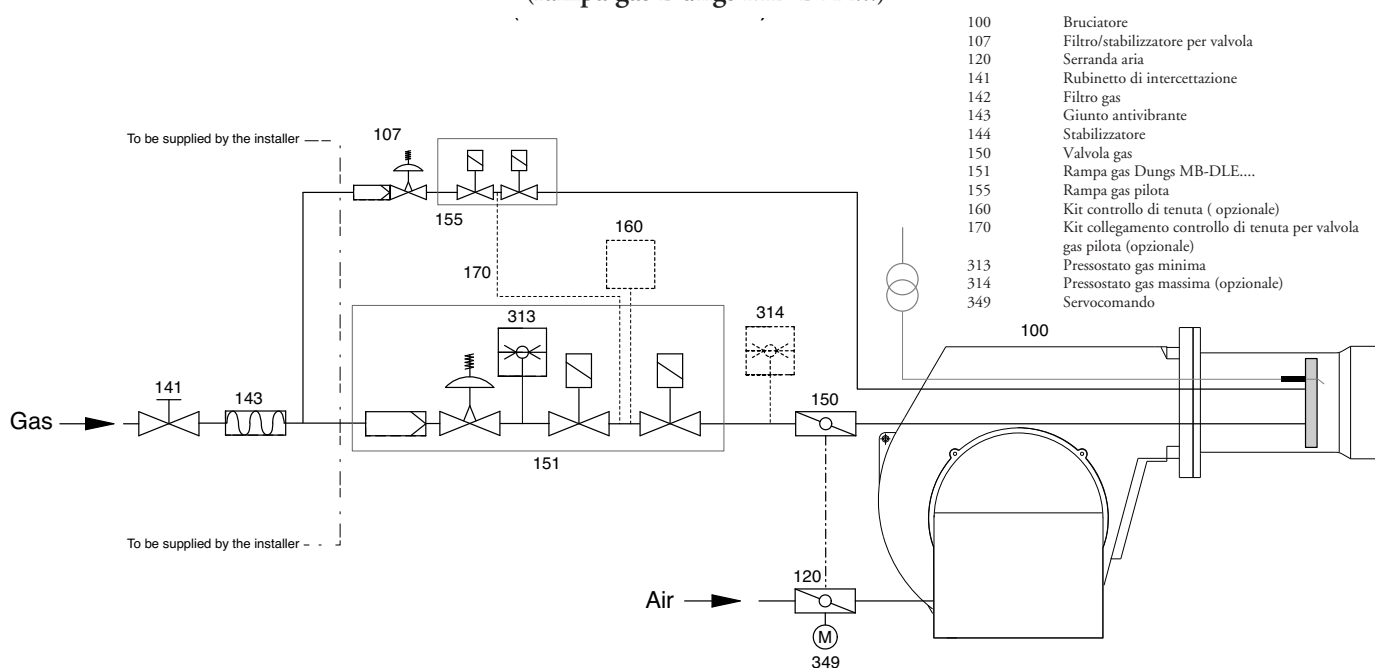 100 Bruciatore
107 Filtro/stabilizzatore per valvola
120 Serranda aria
141 Rubinetto di intercettazione
142 Filtro gas
143 Giunto antivibrante
144 Stabilizzatore
150 Valvola gas
151 Rampa gas Dungs MB-DLE....
155 Rampa gas pilota
160 Kit controllo di tenuta ( opzionale)
170 Kit collegamento controllo di tenuta per valvola
gas pilota (opzionale)
313 Pressostato gas minima
314 Pressostato gas massima (opzionale)
349 Servocomando
To be supplied by the installer
107
155
160
170
313
314
100
141
143
150
Gas
151
To be supplied by the installer
120
Air
M
349